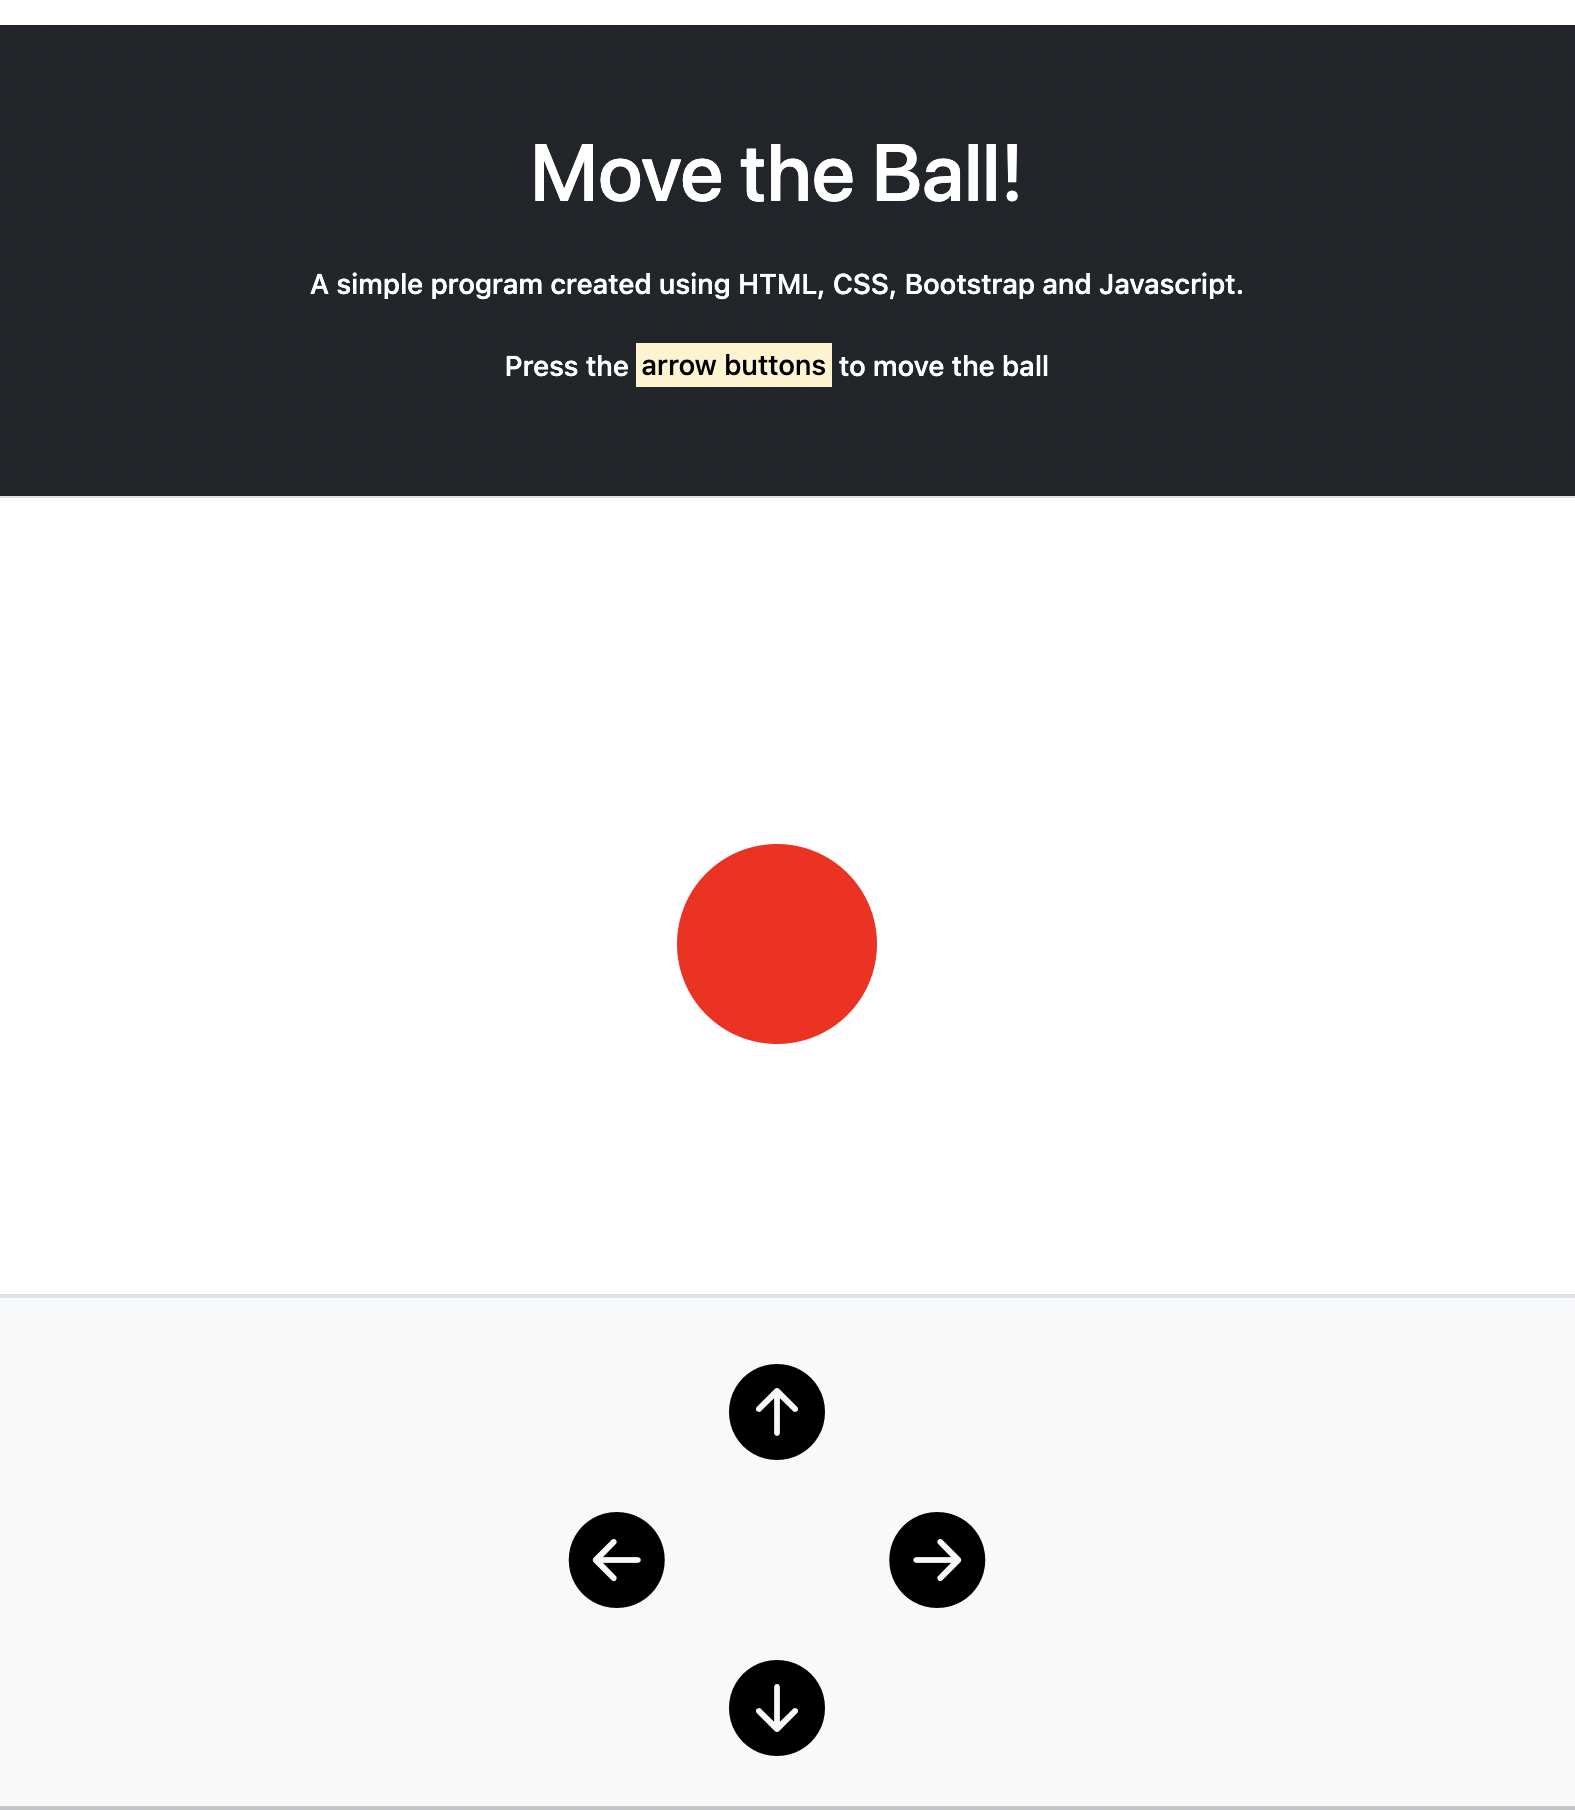 Move the Ball!
A simple program created using HTML, CSS, Bootstrap and Javascript.
Press the arrow buttons to move the ball